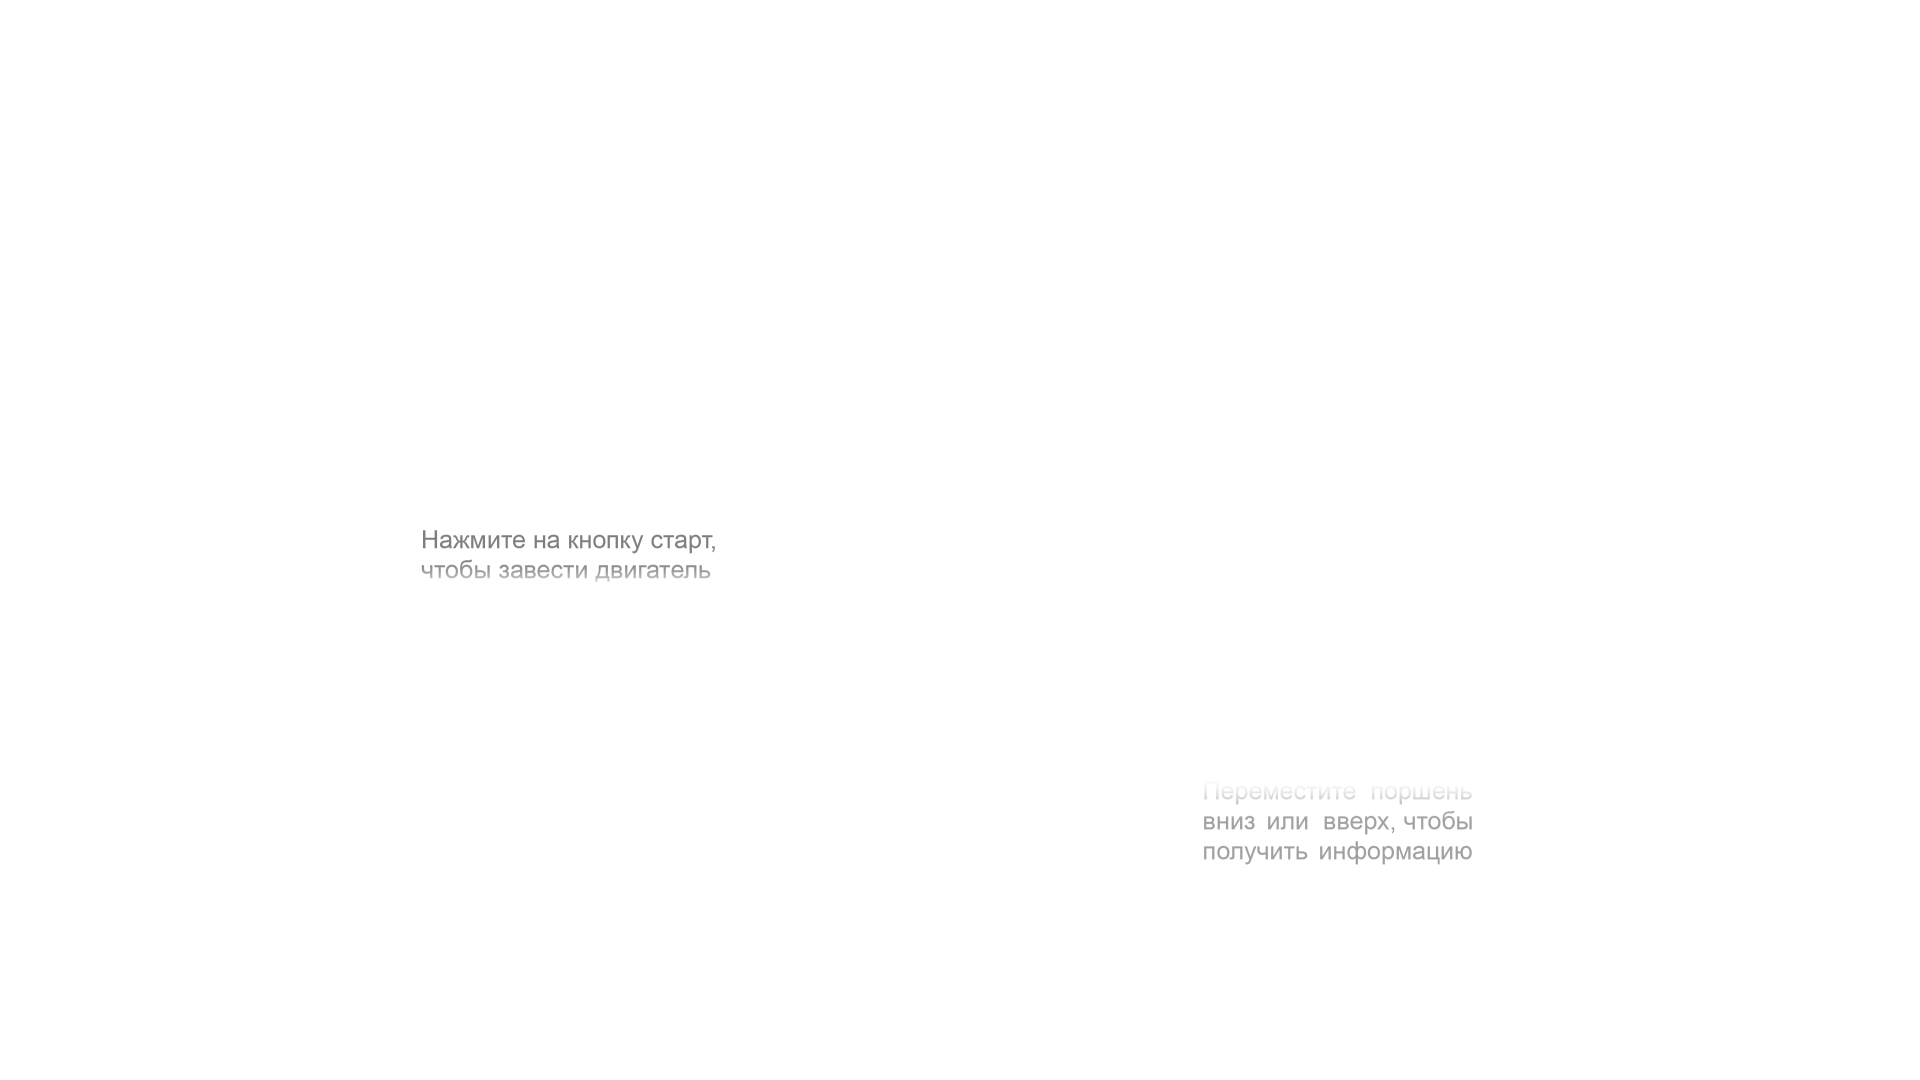 Нажмите на кнопку старт,
чтобы завести двигатель
Переместите поршень
вниз или вверх, чтобы
получить информацию